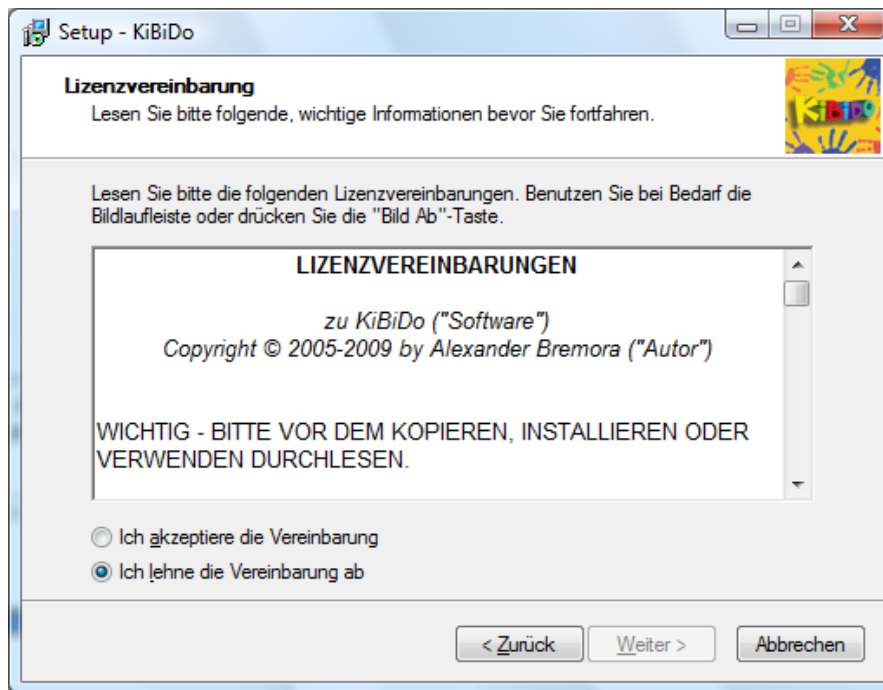 Setup - KiBiDo
Lizenzvereinbarung
Lesen Sie bitte folgende, wichtige Informationen bevor Sie fortfahren.
KiBiDo
Lesen Sie bitte die folgenden Lizenzvereinbarungen. Benutzen Sie bei Bedarf die
Bildlaufleiste oder drücken Sie die "Bild Ab"-Taste.
LIZENZVEREINBARUNGEN
zu KiBiDo ("Software")
Copyright © 2005-2009 by Alexander Bremora ("Autor")
WICHTIG - BITTE VOR DEM KOPIEREN, INSTALLIEREN ODER
VERWENDEN DURCHLESEN.
Ich akzeptiere die Vereinbarung
Ich lehne die Vereinbarung ab
< Zurück
Weiter >
Abbrechen